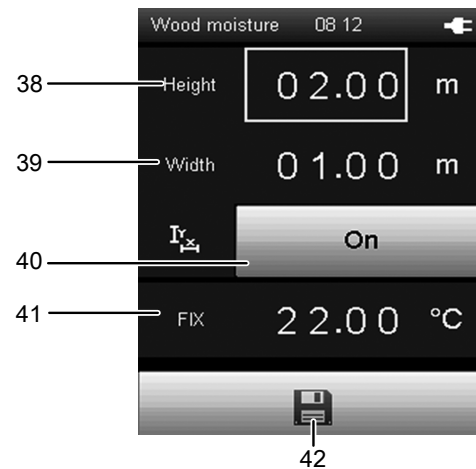 Wood moisture 08 12
38 Height 02.00 m
39 Width 01.00 m
40 Y X On
41 FIX 22.00 °C
42